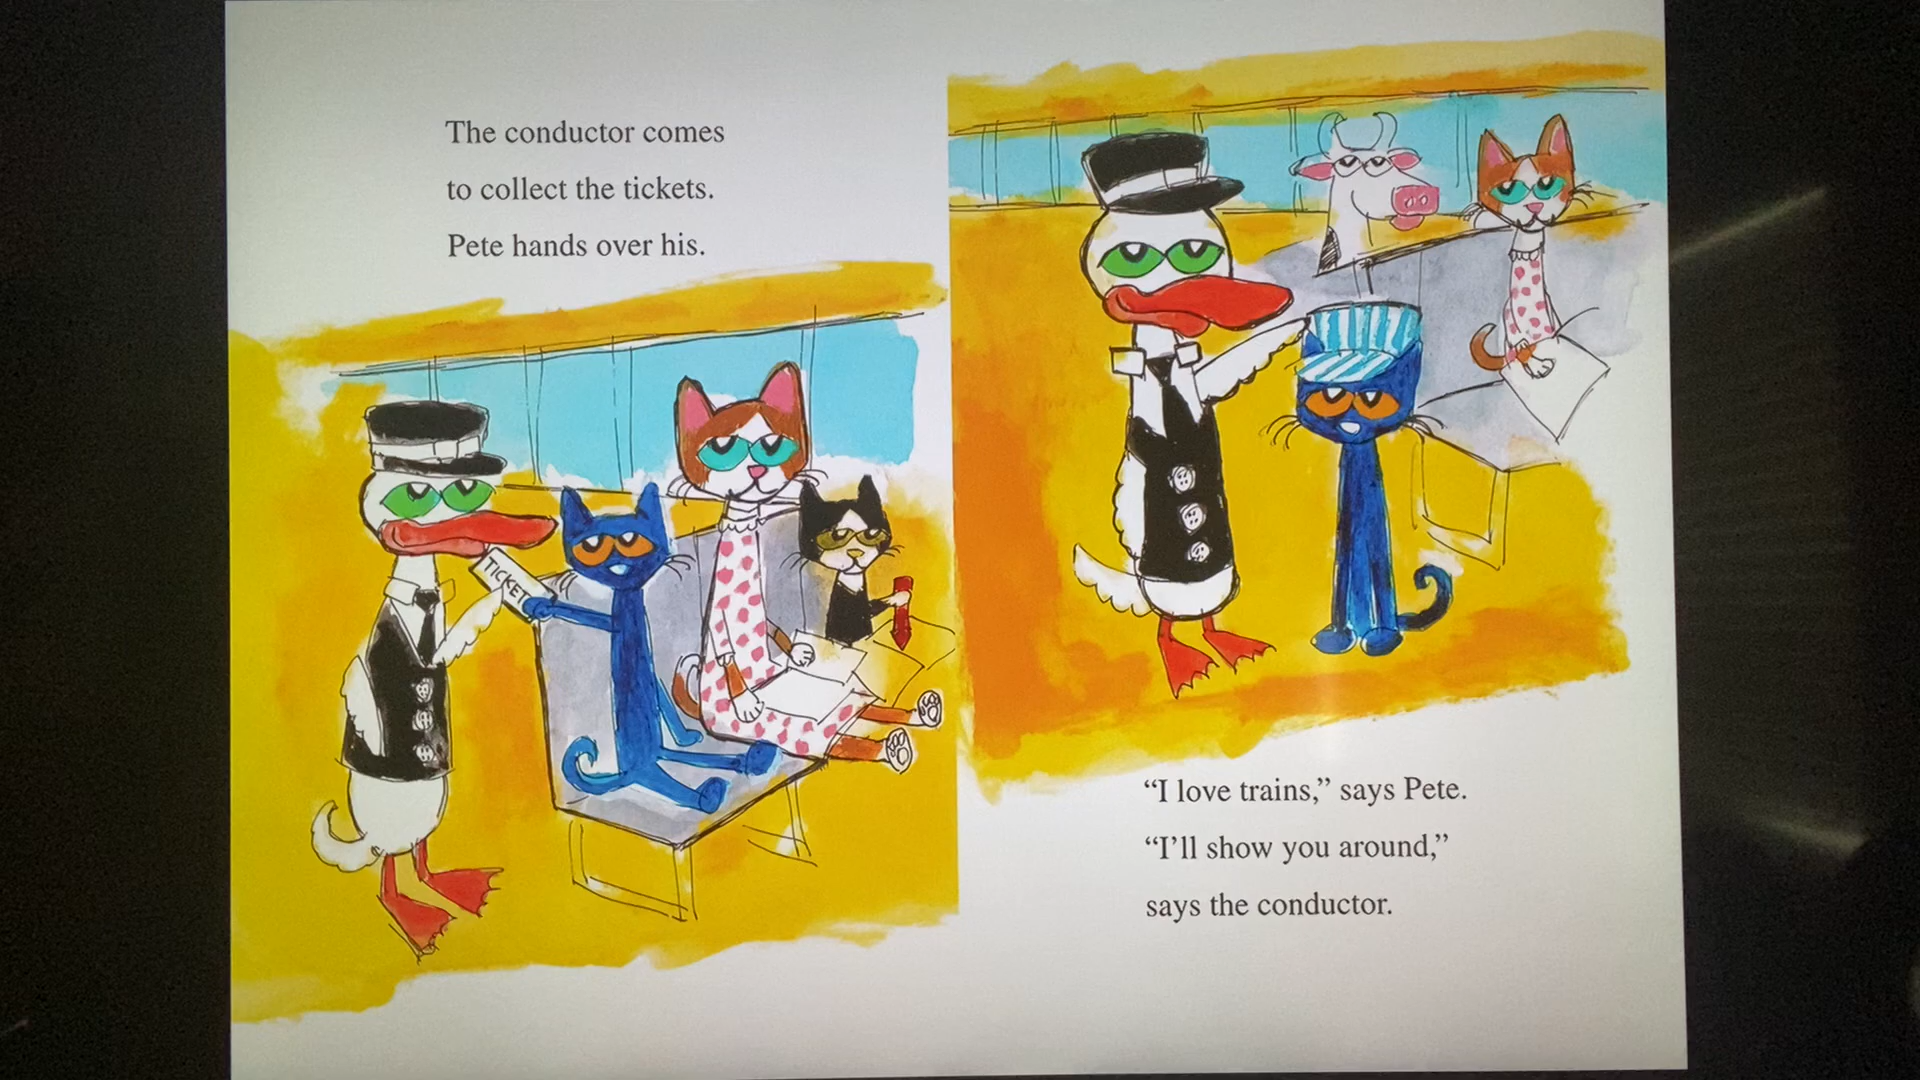 The conductor comes
to collect the tickets.
Pete hands over his.
TICKET
“I love trains,” says Pete.
“I’ll show you around,”
says the conductor.